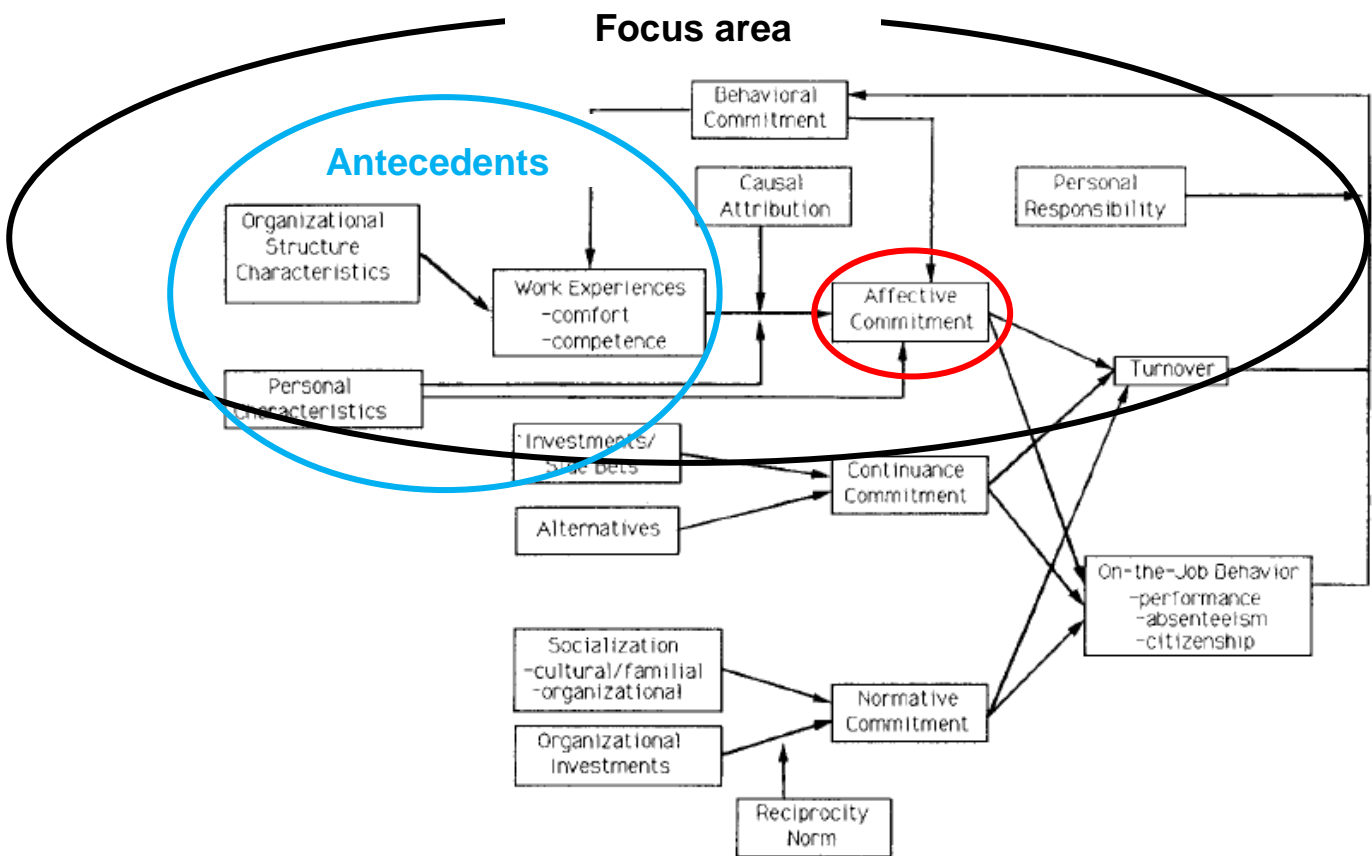 Focus area
Behavioral
Commitment
Antecedents
Causal
Attribution
Personal
Responsibility
Organizational
Structure
Characteristics
Work Experiences
-comfort
-competence
Affective
Commitment
Turnover
Personal
Characteristics
Investments/
Side Bets
Continuance
Commitment
Alternatives
On-the-Job Behavior
-performance
-absenteeism
-citizenship
Socialization
-cultural/familial
-organizational
Normative
Commitment
Organizational
Investments
Reciprocity
Norm